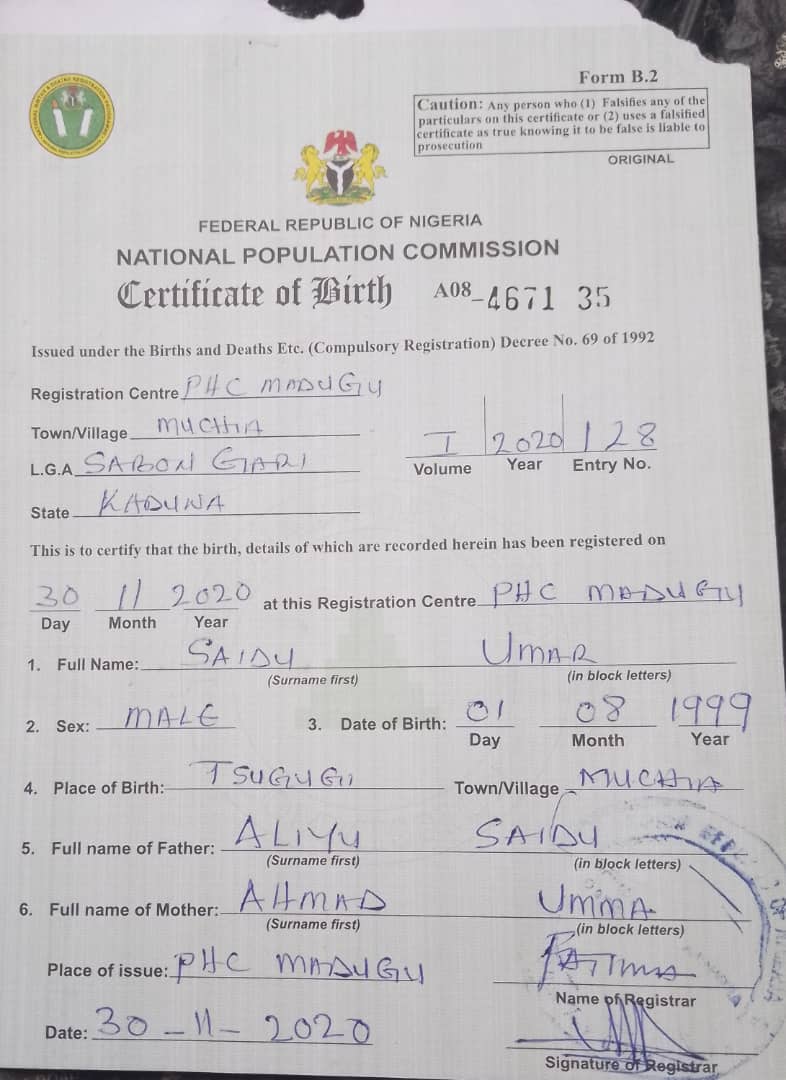 Form B.2
Caution: Any person who (1) Falsifies any of the
particulars on this certificate or (2) uses a falsified
certificate as true knowing it to be false is liable to
prosecution
ORIGINAL
FEDERAL REPUBLIC OF NIGERIA
NATIONAL POPULATION COMMISSION
Certificate of Birth A08-4671 35
Issued under the Births and Deaths Etc. (Compulsory Registration) Decree No. 69 of 1992
Registration Centre PHC MADUGU
Town/Village MUCHIA
I 2020 128
Volume Year Entry No.
L.G.A SABON GARI
State KADUNA
This is to certify that the birth, details of which are recorded herein has been registered on
30 11 2020 at this Registration Centre PHC MADUGU
Day Month Year
1. Full Name: SAIDU UMAR
(Surname first) (in block letters)
2. Sex: MALE 3. Date of Birth: 01 08 1999
Day Month Year
4. Place of Birth: TSUGUGI Town/Village MUCHIA
5. Full name of Father: ALIYU SAIDU
(Surname first) (in block letters)
6. Full name of Mother: AHMAD UMMA
(Surname first) (in block letters)
Place of issue: PHC MADUGU FATIMA
Name of Registrar
Date: 30-11-2020
Signature of Registrar